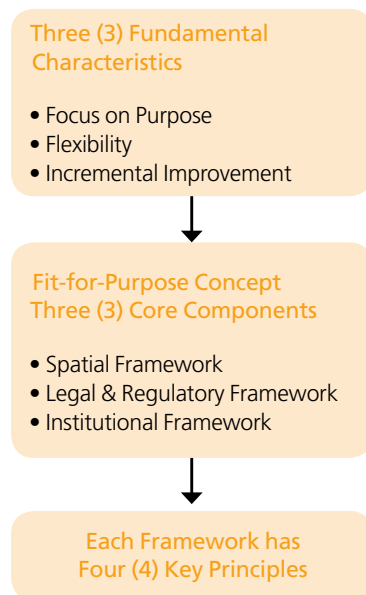 Three (3) Fundamental
Characteristics
• Focus on Purpose
• Flexibility
• Incremental Improvement
Fit-for-Purpose Concept
Three (3) Core Components
• Spatial Framework
• Legal & Regulatory Framework
• Institutional Framework
Each Framework has
Four (4) Key Principles